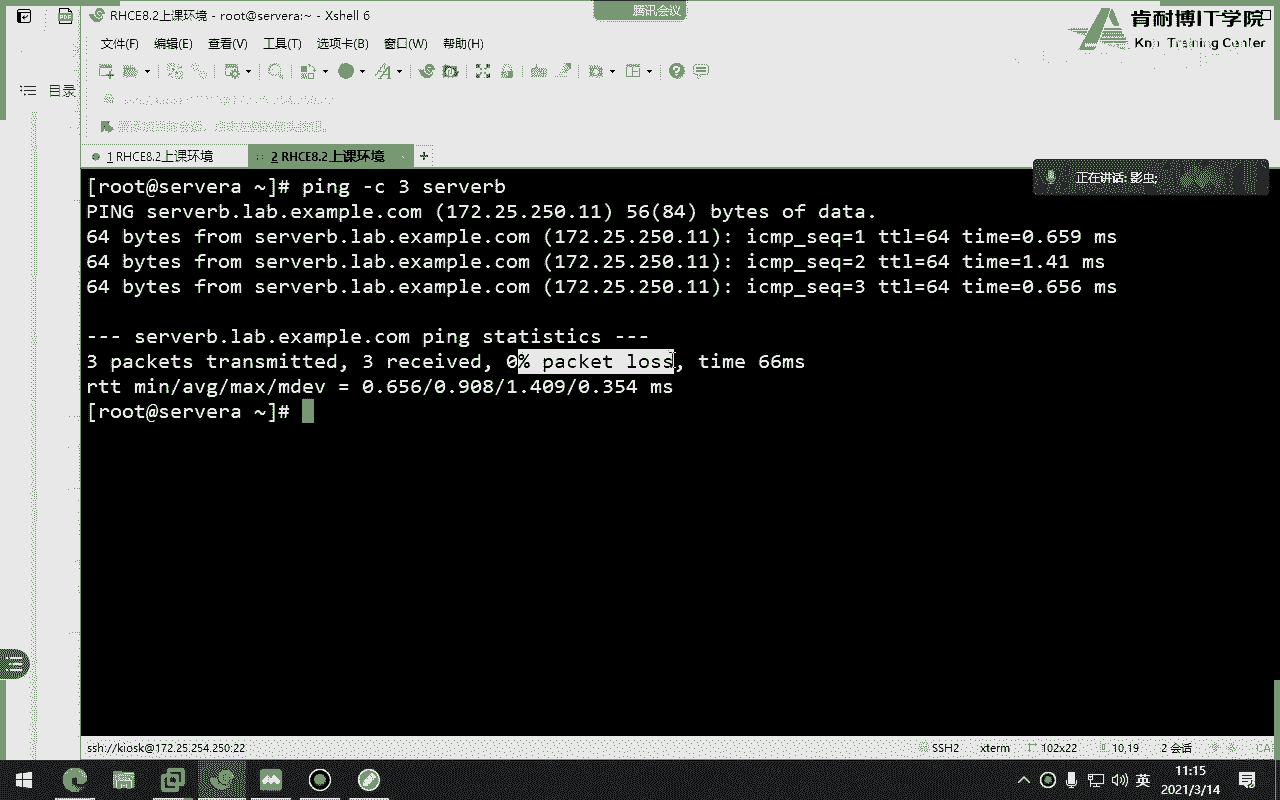 RHCE8.2上课环境 - root@servera:~ - Xshell 6
腾讯会议
肯耐博IT学院
Training Center
文件(F) 编辑(E) 查看(V) 工具(T) 选项卡(B) 窗口(W) 帮助(H)
目录
1 RHCE8.2上课环境
2 RHCE8.2上课环境
正在讲话: 影虫;
[root@servera ~]# ping -c 3 serverb
PING serverb.lab.example.com (172.25.250.11) 56(84) bytes of data.
64 bytes from serverb.lab.example.com (172.25.250.11): icmp_seq=1 ttl=64 time=0.659 ms
64 bytes from serverb.lab.example.com (172.25.250.11): icmp_seq=2 ttl=64 time=1.41 ms
64 bytes from serverb.lab.example.com (172.25.250.11): icmp_seq=3 ttl=64 time=0.656 ms
--- serverb.lab.example.com ping statistics ---
3 packets transmitted, 3 received, 0% packet loss, time 66ms
rtt min/avg/max/mdev = 0.656/0.908/1.409/0.354 ms
[root@servera ~]#
ssh://kiosk@172.25.254.250:22
SSH2 xterm 102x22 10,19 2 会话
英
11:15
2021/3/14